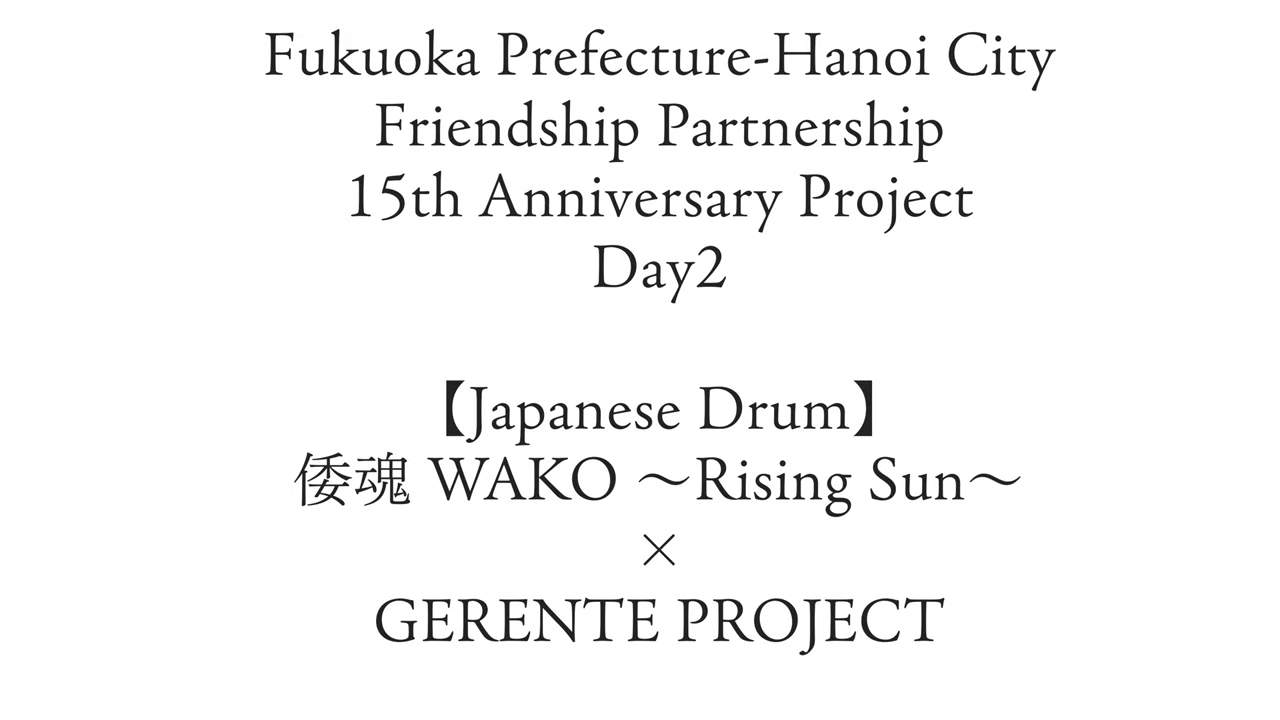 Fukuoka Prefecture-Hanoi City
Friendship Partnership
15th Anniversary Project
Day2
【Japanese Drum】
倭魂 WAKO ～Rising Sun～
×
GERENTE PROJECT